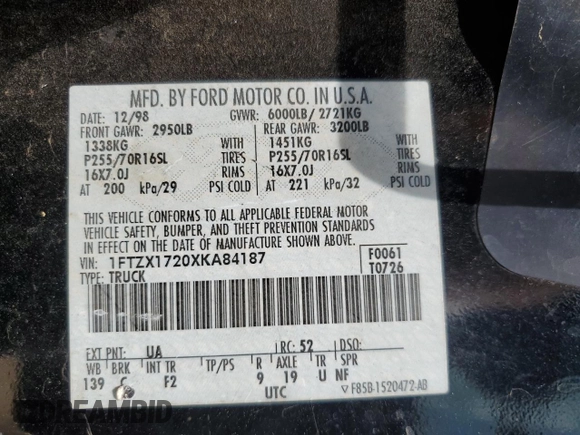 MFD. BY FORD MOTOR CO. IN U.S.A.
DATE: 12/98 GVWR: 6000LB/ 2721KG
FRONT GAWR: 2950LB REAR GAWR: 3200LB
1338KG WITH 1451KG WITH
P255/70R16SL TIRES P255/70R16SL TIRES
16X7.0J RIMS 16X7.0J RIMS
AT 200 kPa/29 PSI COLD AT 221 kPa/32 PSI COLD
THIS VEHICLE CONFORMS TO ALL APPLICABLE FEDERAL MOTOR
VEHICLE SAFETY, BUMPER, AND THEFT PREVENTION STANDARDS
IN EFFECT ON THE DATE OF MANUFACTURE SHOWN ABOVE.
VIN: 1FTZX1720XKA84187 F0061
TYPE: TRUCK T0726
EXT PNT: UA RC: 52 DSO:
WB BRK INT TR TP/PS R AXLE TR SPR
139 C F2 9 19 U NF
UTC F85B-1520472-AB
DREAMBID